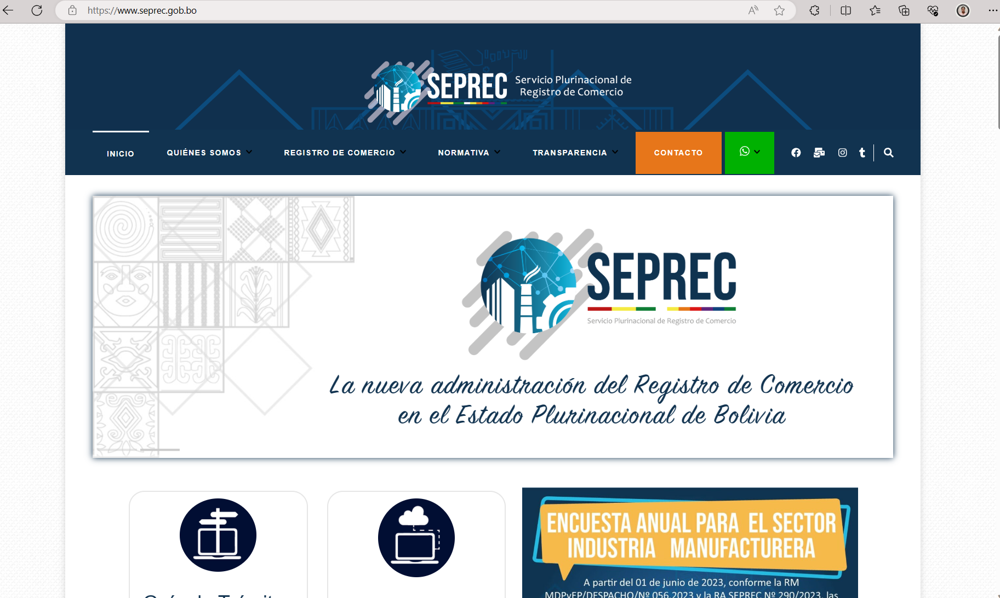 https://www.seprec.gob.bo
SEPREC
Servicio Plurinacional de
Registro de Comercio
INICIO
QUIÉNES SOMOS
REGISTRO DE COMERCIO
NORMATIVA
TRANSPARENCIA
CONTACTO
SEPREC
Servicio Plurinacional de Registro de Comercio
La nueva administración del Registro de Comercio
en el Estado Plurinacional de Bolivia
ENCUESTA ANUAL PARA EL SECTOR
INDUSTRIA MANUFACTURERA
A partir del 01 de junio de 2023, conforme la RM
MDPyEP/DESPACHO/Nº 056.2023 y la RA SEPREC Nº 290/2023, las